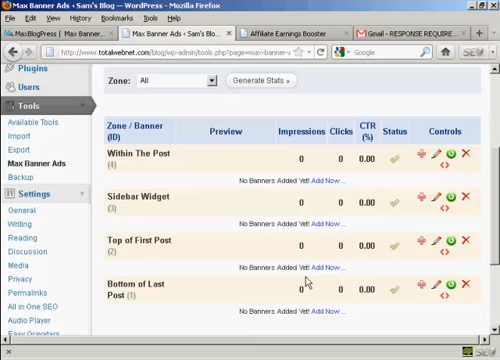 Max Banner Ads « Sam's Blog — WordPress - Mozilla Firefox
File Edit View History Bookmarks Tools Help
MaxBlogPress Max Banner Max Banner Ads « Sam's Blog — W... Affiliate Earnings Booster Gmail - RESPONSE REQUIRE...
http://www.totalwebnet.com/blog/wp-admin/tools.php?page=max-banner-a Google
Plugins
Users
Tools
Available Tools
Import
Export
Max Banner Ads
Backup
Settings
General
Writing
Reading
Discussion
Media
Privacy
Permalinks
All in One SEO
Audio Player
Easy Gravatars
Zone: All Generate Stats »
Zone / Banner (ID) Preview Impressions Clicks CTR (%) Status Controls
Within The Post (4) 0 0 0.00
No Banners Added Yet! Add Now...
Sidebar Widget (3) 0 0 0.00
No Banners Added Yet! Add Now...
Top of First Post (2) 0 0 0.00
No Banners Added Yet! Add Now...
Bottom of Last Post (1) 0 0 0.00
No Banners Added Yet! Add Now...
SEO